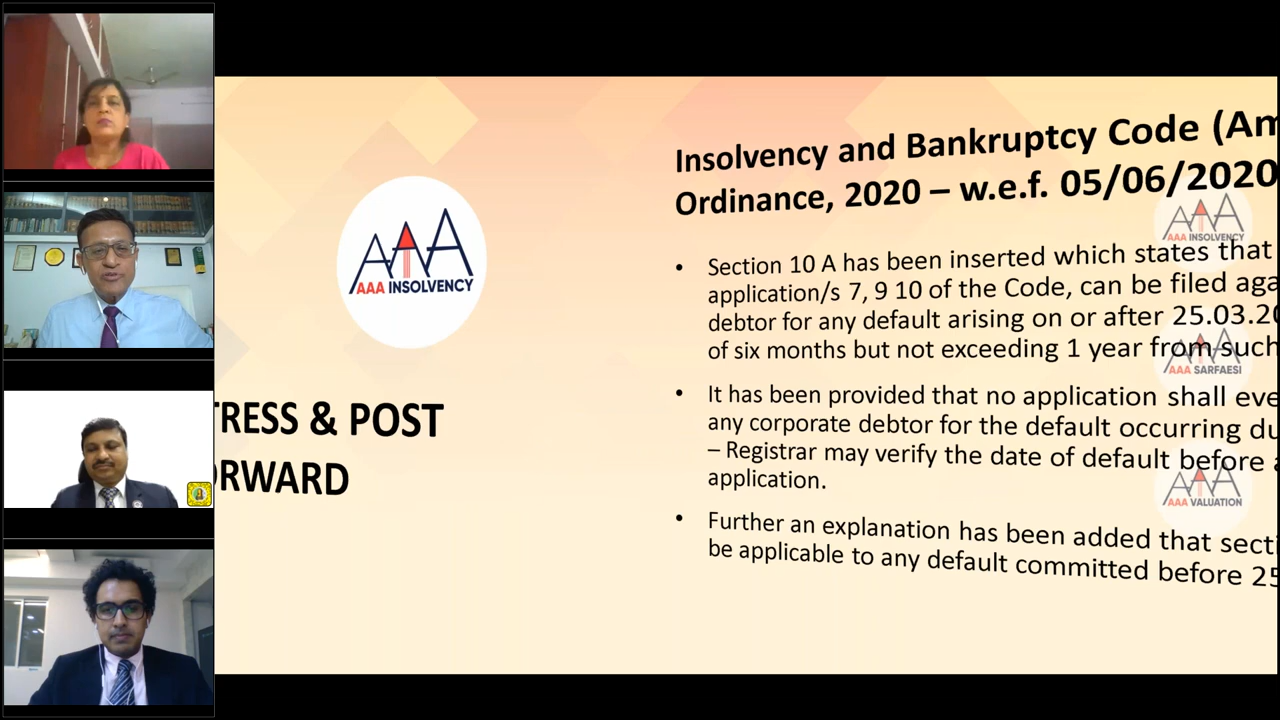 AAA INSOLVENCY
TRESS & POST
ORWARD
Insolvency and Bankruptcy Code (Am
Ordinance, 2020 – w.e.f. 05/06/2020
• Section 10 A has been inserted which states that
application/s 7, 9 10 of the Code, can be filed aga
debtor for any default arising on or after 25.03.20
of six months but not exceeding 1 year from such
• It has been provided that no application shall eve
any corporate debtor for the default occurring du
– Registrar may verify the date of default before a
application.
• Further an explanation has been added that secti
be applicable to any default committed before 25
AAA INSOLVENCY
AAA SARFAESI
AAA VALUATION